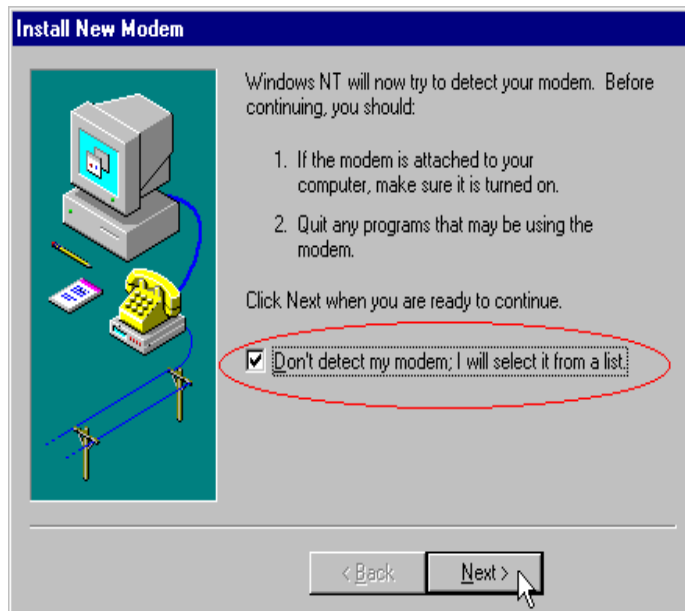 Install New Modem
Windows NT will now try to detect your modem.  Before
continuing, you should:
1.  If the modem is attached to your
computer, make sure it is turned on.
2.  Quit any programs that may be using the
modem.
Click Next when you are ready to continue.
Don't detect my modem; I will select it from a list.
< Back
Next >